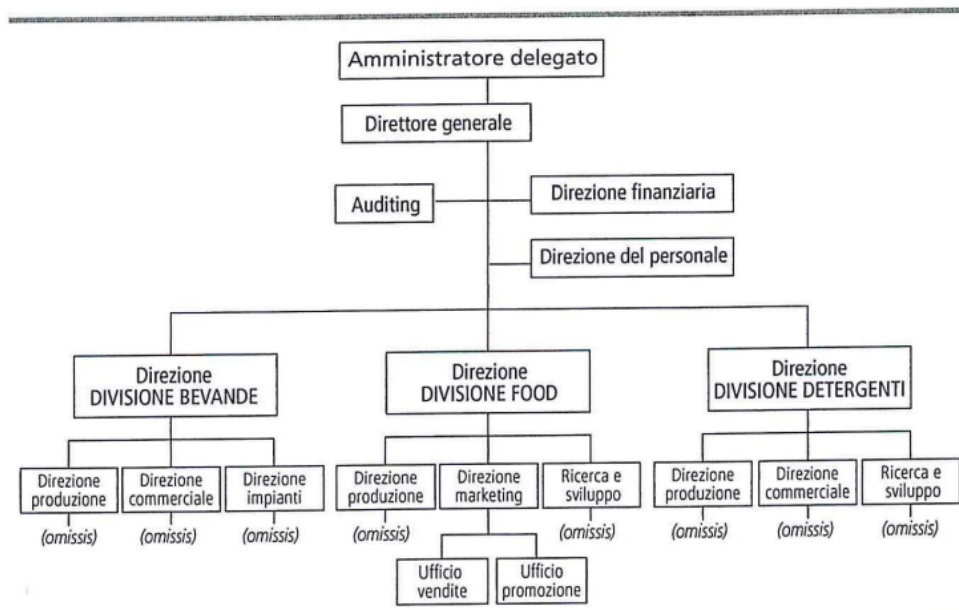 Amministratore delegato
Direttore generale
Auditing
Direzione finanziaria
Direzione del personale
Direzione
DIVISIONE BEVANDE
Direzione
DIVISIONE FOOD
Direzione
DIVISIONE DETERGENTI
Direzione
produzione
(omissis)
Direzione
commerciale
(omissis)
Direzione
impianti
(omissis)
Direzione
produzione
(omissis)
Direzione
marketing
Ricerca e
sviluppo
(omissis)
Direzione
produzione
(omissis)
Direzione
commerciale
(omissis)
Ricerca e
sviluppo
(omissis)
Ufficio
vendite
Ufficio
promozione